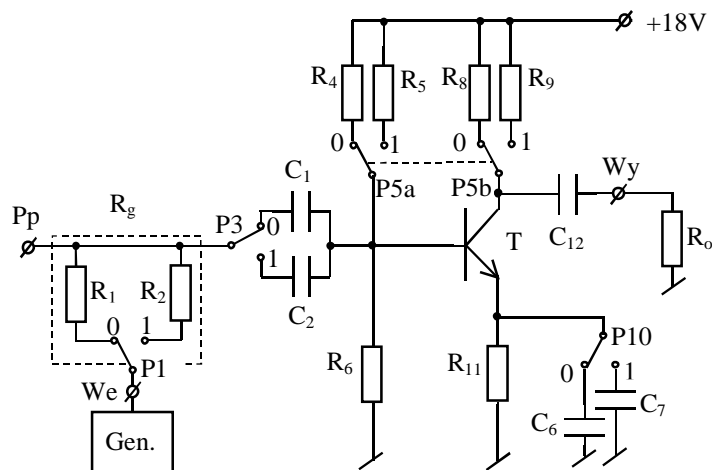 +18V
R4 R5 R8 R9
0 1 0 1
P5a P5b
C1
Pp Rg P3 0 Wy
1 T C12 Ro
R1 R2 C2
0 1 P10
P1 R6 R11 0 1
We C6 C7
Gen.